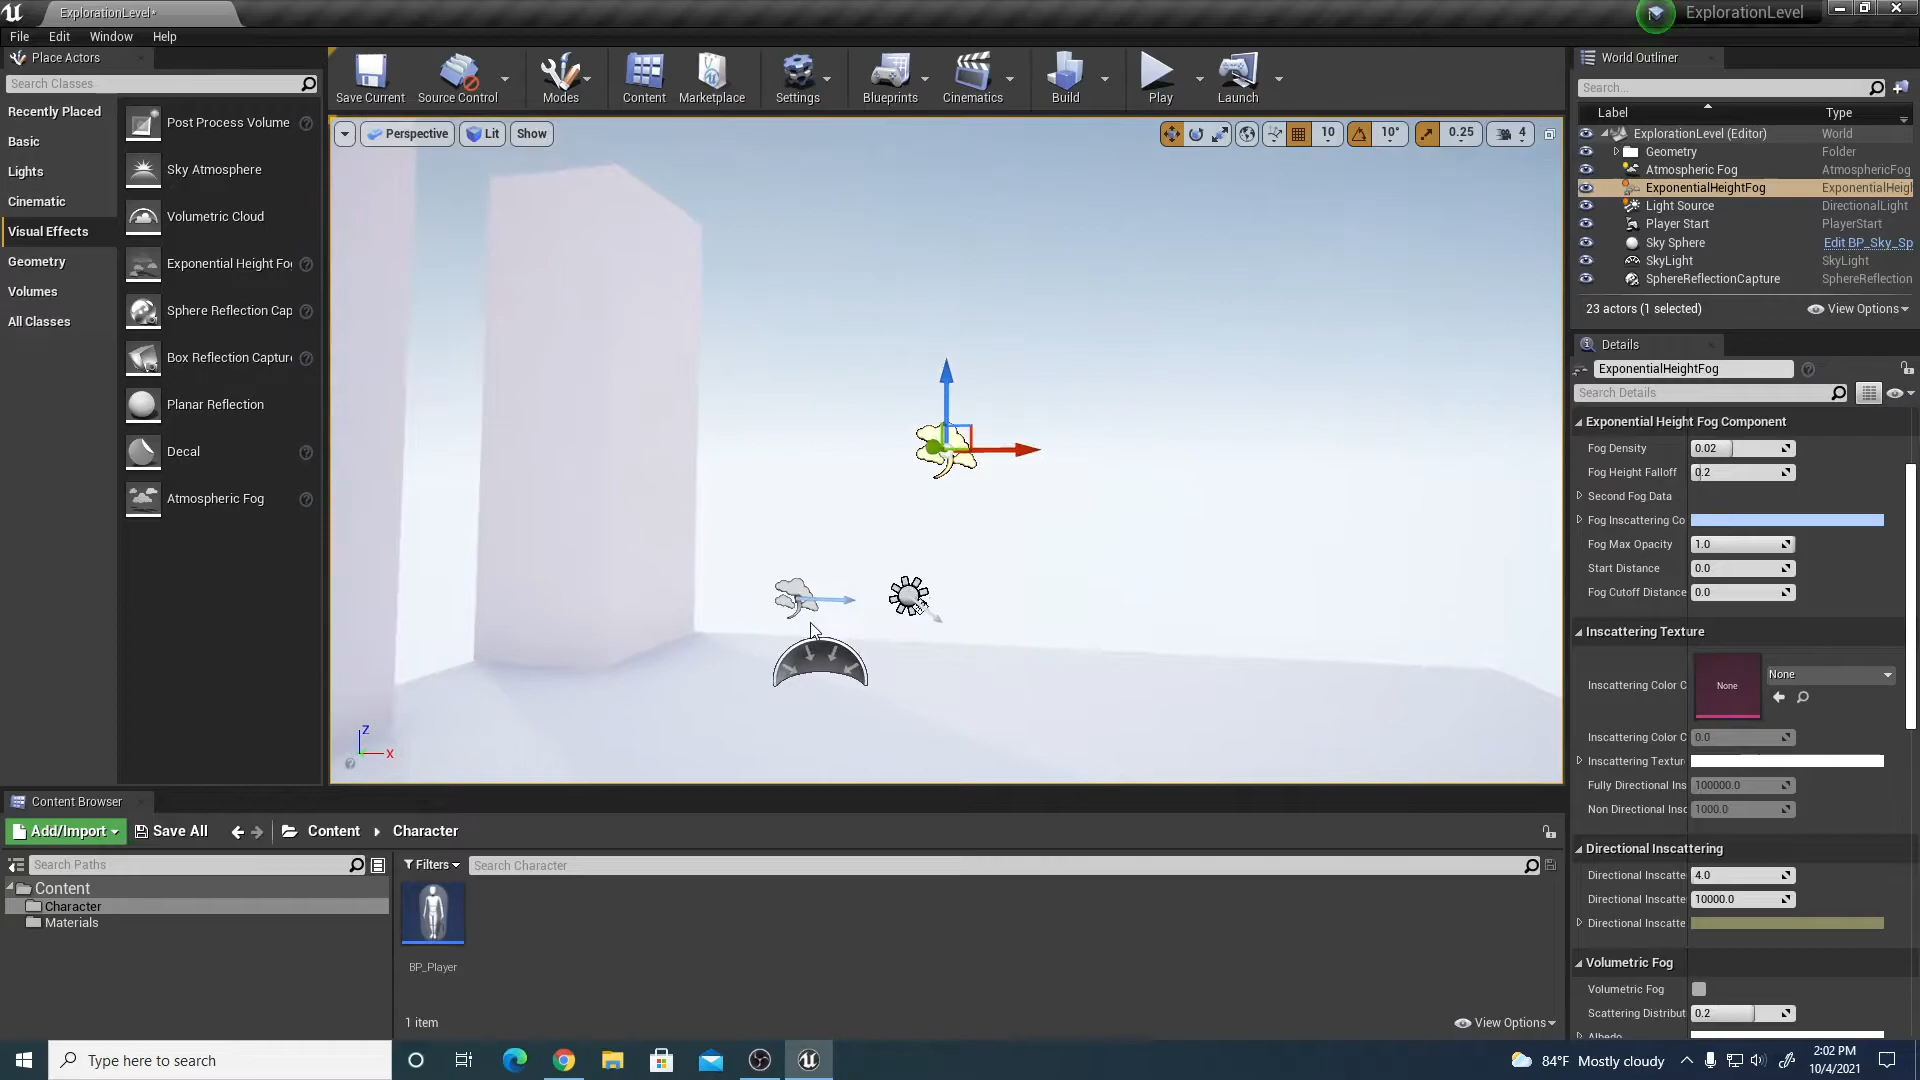 ExplorationLevel*
ExplorationLevel
File Edit Window Help
Place Actors
Search Classes
Recently Placed
Basic
Lights
Cinematic
Visual Effects
Geometry
Volumes
All Classes
Post Process Volume
Sky Atmosphere
Volumetric Cloud
Exponential Height Fo
Sphere Reflection Cap
Box Reflection Capture
Planar Reflection
Decal
Atmospheric Fog
Save Current
Source Control
Modes
Content
Marketplace
Settings
Blueprints
Cinematics
Build
Play
Launch
Perspective
Lit
Show
10
10°
0.25
4
Z
X
World Outliner
Search...
Label Type
ExplorationLevel (Editor) World
Geometry Folder
Atmospheric Fog AtmosphericFog
ExponentialHeightFog ExponentialHeigl
Light Source DirectionalLight
Player Start PlayerStart
Sky Sphere Edit BP_Sky_Sp
SkyLight SkyLight
SphereReflectionCapture SphereReflection
23 actors (1 selected)
View Options
Details
ExponentialHeightFog
Search Details
Exponential Height Fog Component
Fog Density 0.02
Fog Height Falloff 0.2
Second Fog Data
Fog Inscattering Co
Fog Max Opacity 1.0
Start Distance 0.0
Fog Cutoff Distance 0.0
Inscattering Texture
Inscattering Color C None None
Inscattering Color C 0.0
Inscattering Textur
Fully Directional Ins 100000.0
Non Directional Insc 1000.0
Directional Inscattering
Directional Inscatte 4.0
Directional Inscatte 10000.0
Directional Inscatte
Volumetric Fog
Volumetric Fog
Scattering Distribut 0.2
Albedo
Content Browser
Add/Import
Save All
Content
Character
Search Paths
Filters
Search Character
Content
Character
Materials
BP_Player
1 item
View Options
Type here to search
84°F Mostly cloudy
2:02 PM
10/4/2021